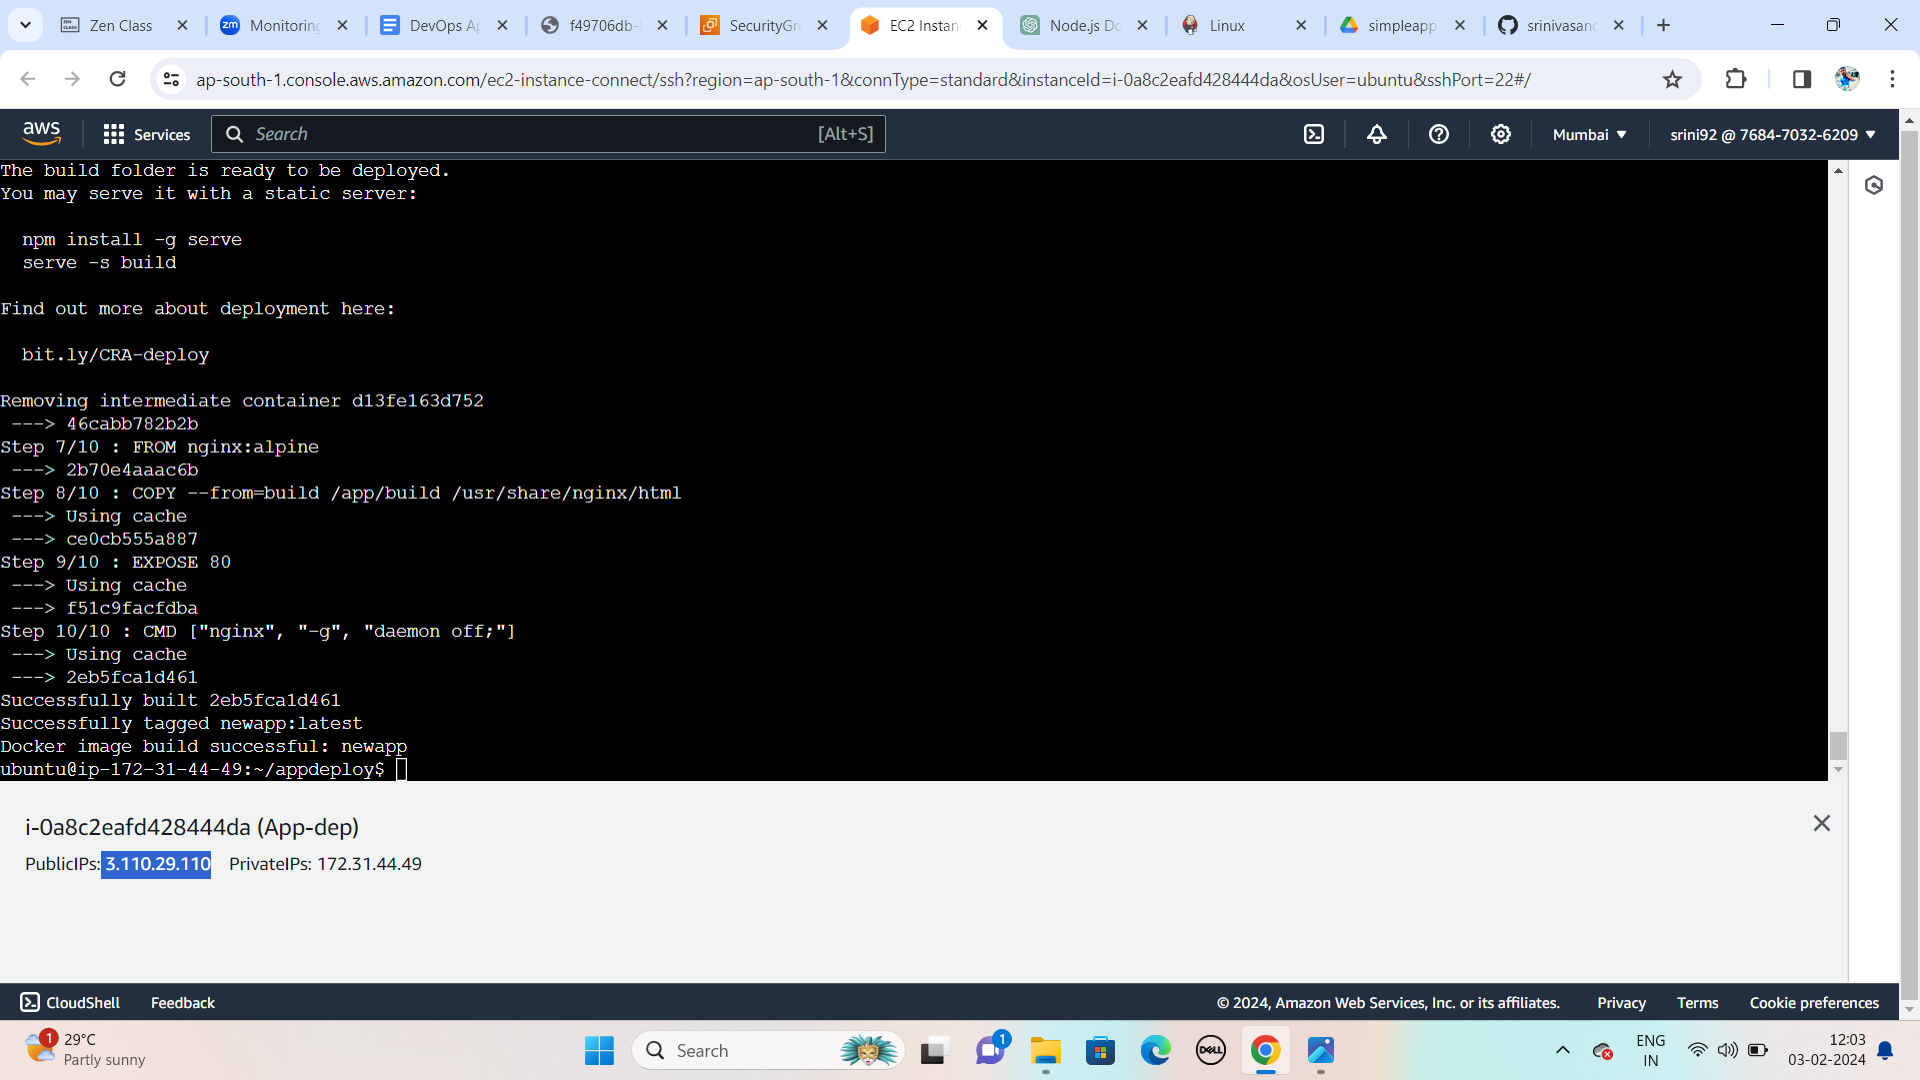 Zen Class
Monitoring
DevOps Ap
f49706db-
SecurityGro
EC2 Instan
Node.js Do
Linux
simpleapp
srinivasand
ap-south-1.console.aws.amazon.com/ec2-instance-connect/ssh?region=ap-south-1&connType=standard&instanceId=i-0a8c2eafd428444da&osUser=ubuntu&sshPort=22#/
aws
Services
Search
[Alt+S]
Mumbai
srini92 @ 7684-7032-6209
The build folder is ready to be deployed.
You may serve it with a static server:
npm install -g serve
serve -s build
Find out more about deployment here:
bit.ly/CRA-deploy
Removing intermediate container d13fe163d752
---> 46cabb782b2b
Step 7/10 : FROM nginx:alpine
---> 2b70e4aaac6b
Step 8/10 : COPY --from=build /app/build /usr/share/nginx/html
---> Using cache
---> ce0cb555a887
Step 9/10 : EXPOSE 80
---> Using cache
---> f51c9facfdba
Step 10/10 : CMD ["nginx", "-g", "daemon off;"]
---> Using cache
---> 2eb5fca1d461
Successfully built 2eb5fca1d461
Successfully tagged newapp:latest
Docker image build successful: newapp
ubuntu@ip-172-31-44-49:~/appdeploy$
i-0a8c2eafd428444da (App-dep)
PublicIPs: 3.110.29.110 PrivateIPs: 172.31.44.49
CloudShell Feedback
© 2024, Amazon Web Services, Inc. or its affiliates. Privacy Terms Cookie preferences
1
29°C
Partly sunny
Search
1
DELL
ENG
IN
12:03
03-02-2024